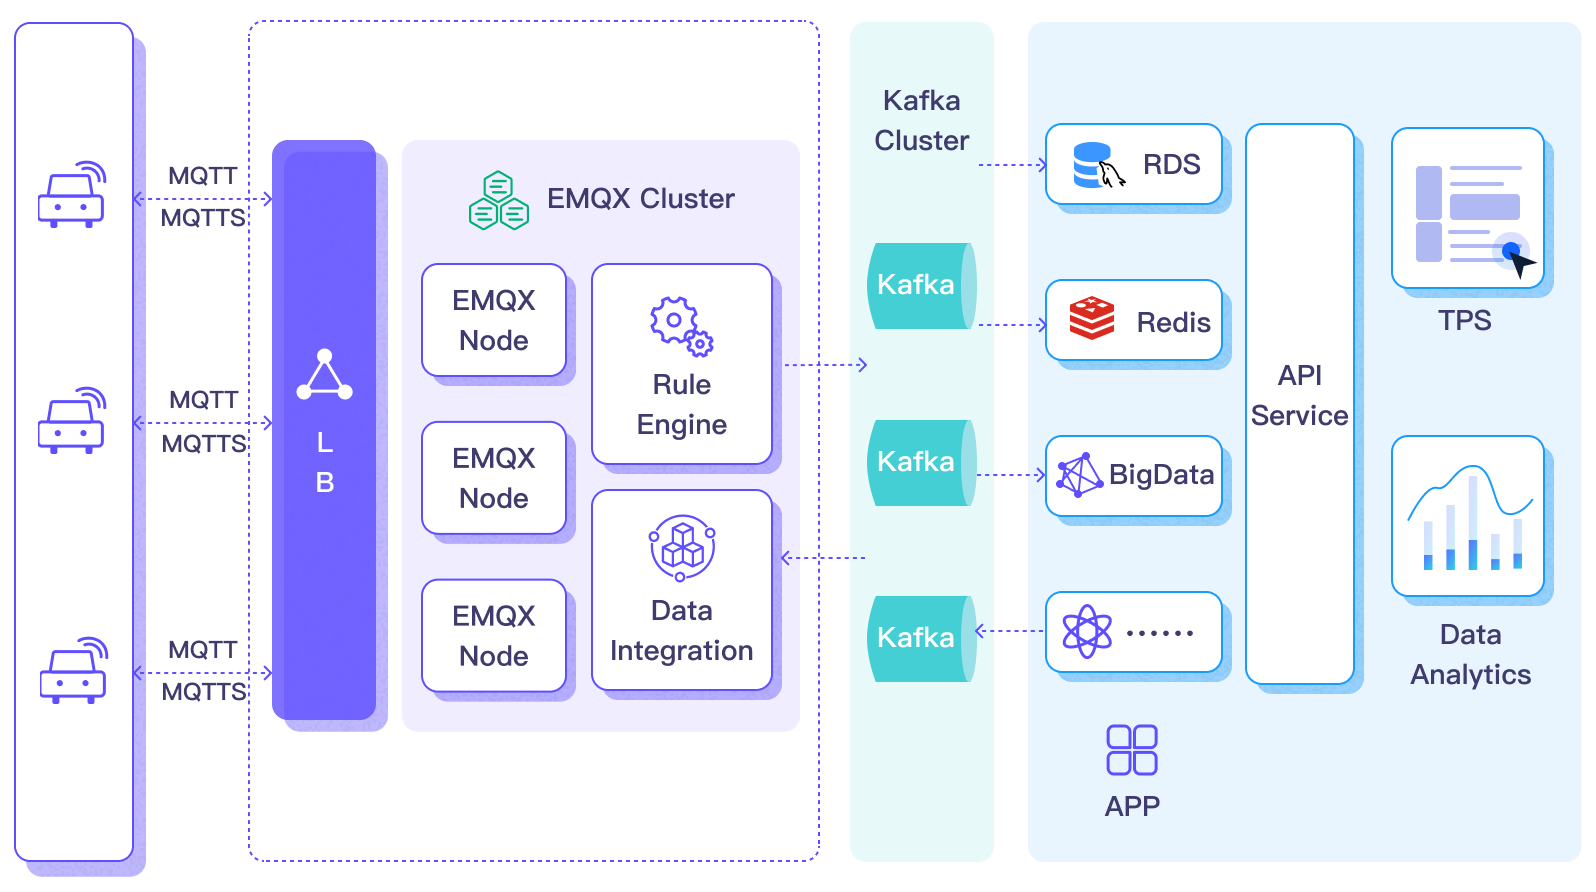 MQTT
MQTTS
MQTT
MQTTS
MQTT
MQTTS
L
B
EMQX Cluster
EMQX
Node
EMQX
Node
EMQX
Node
Rule
Engine
Data
Integration
Kafka
Cluster
Kafka
Kafka
Kafka
RDS
Redis
BigData
......
APP
API
Service
TPS
Data
Analytics